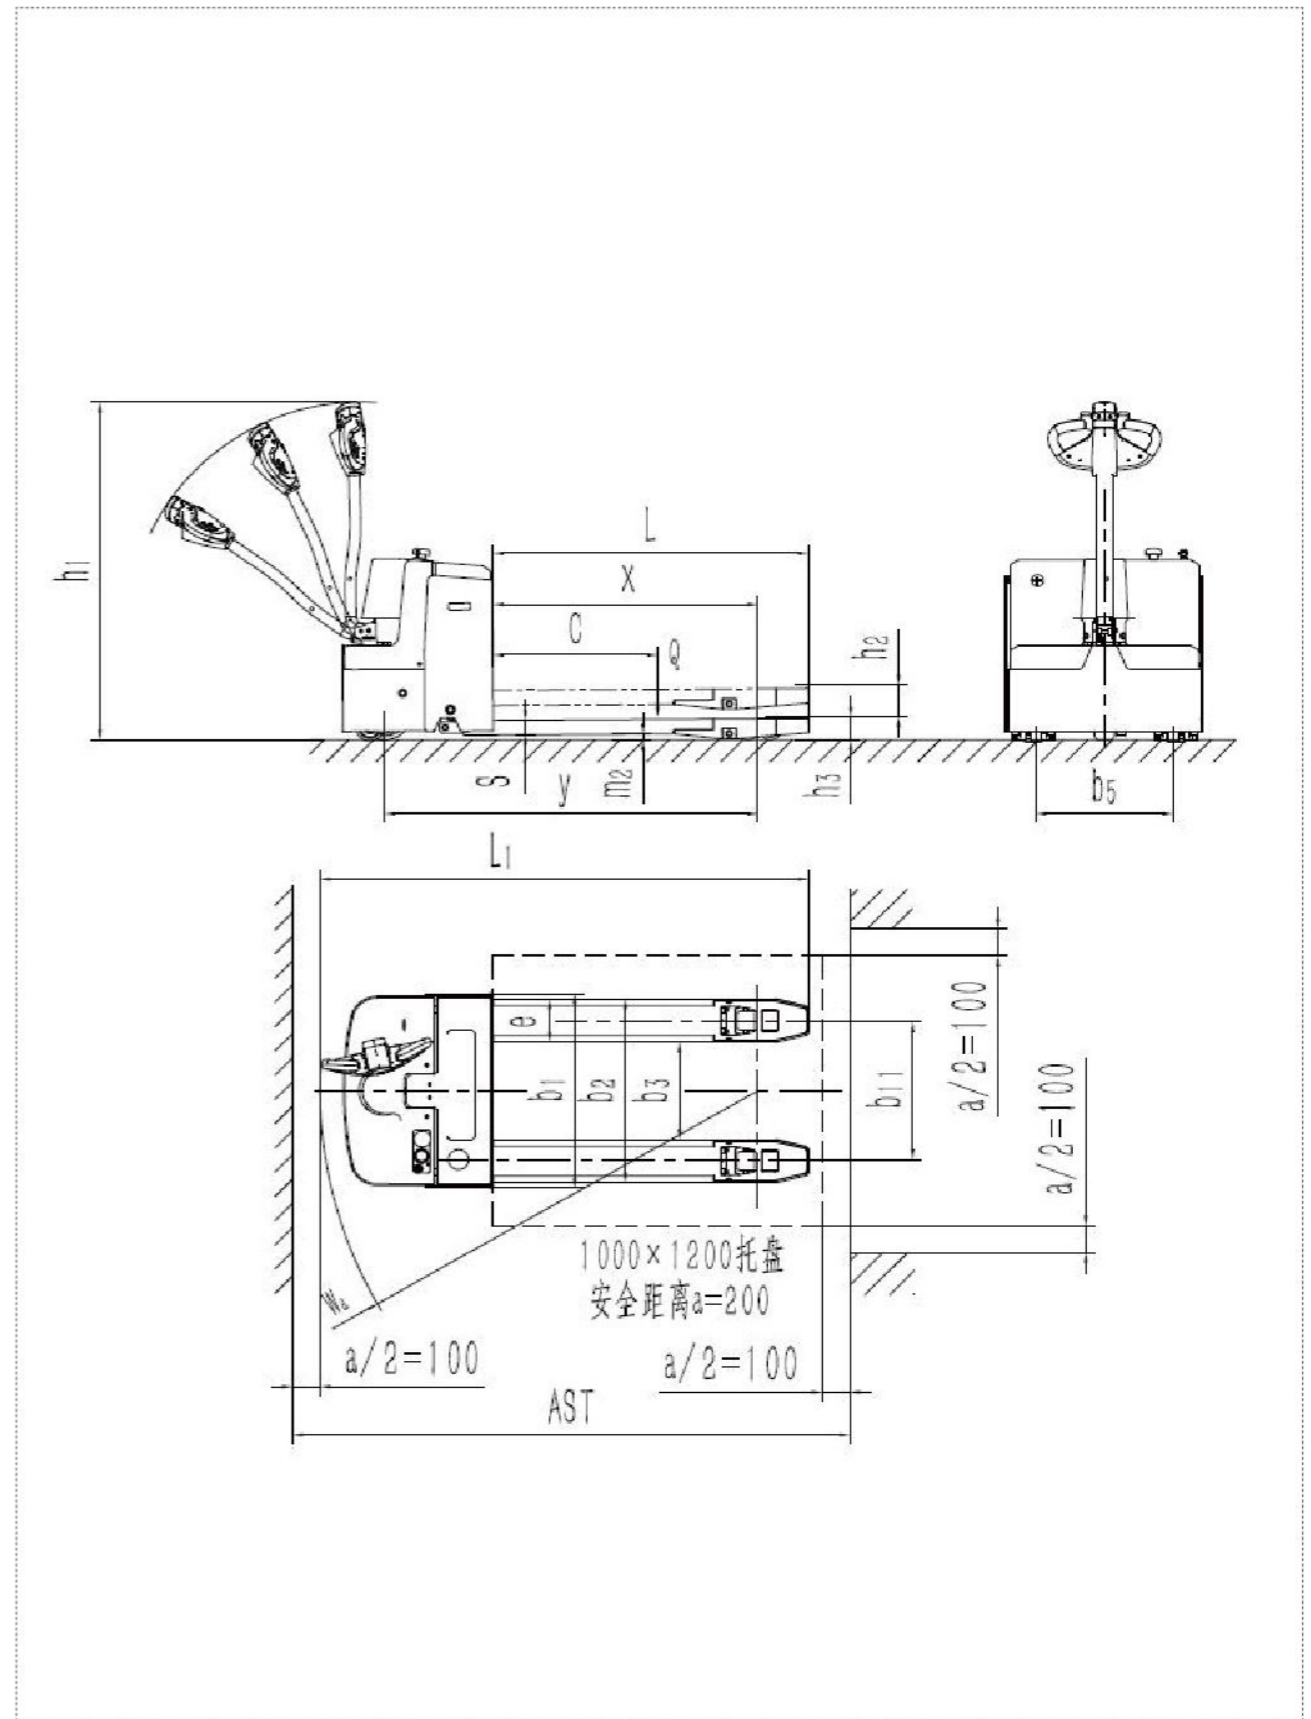 h1
L
X
C
Q
h2
S
y
m2
h3
b5
L1
e
b1
b2
b3
b11
a/2=100
a/2=100
1000×1200托盘
安全距离a=200
Wa
a/2=100
a/2=100
AST